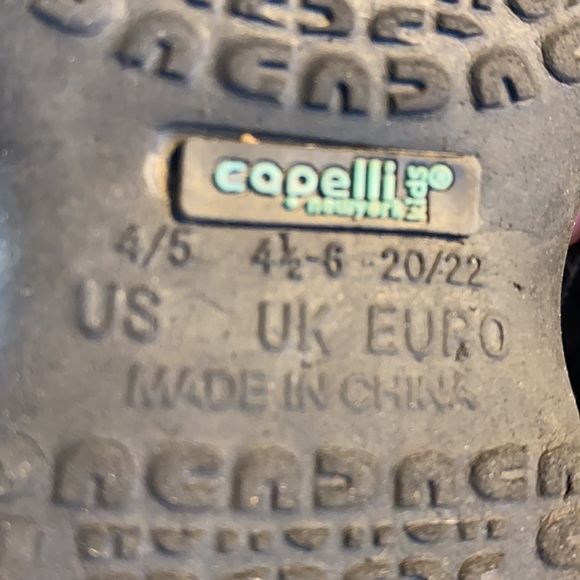 capelli
newyork
kids
4/5 4½-6 -20/22
US UK EURO
MADE IN CHINA